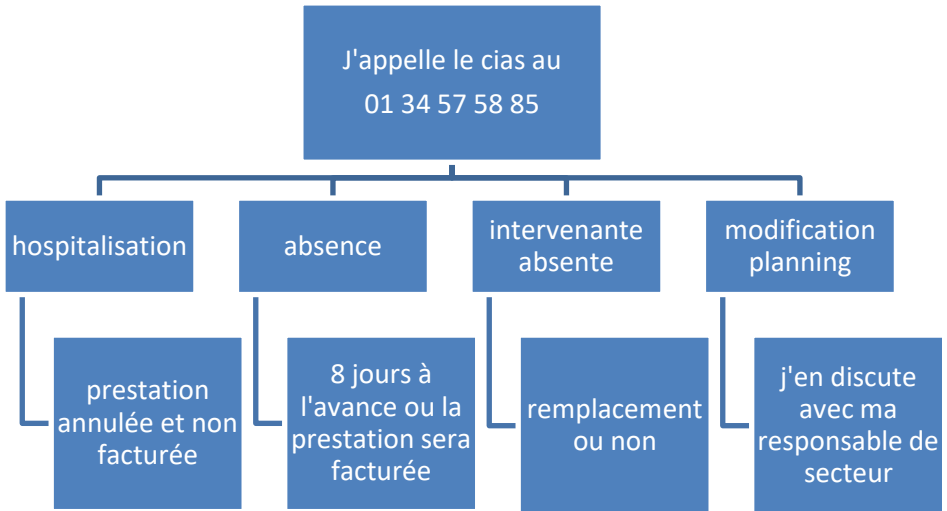 J'appelle le cias au
01 34 57 58 85
hospitalisation
absence
intervenante
absente
modification
planning
prestation
annulée et non
facturée
8 jours à
l'avance ou la
prestation sera
facturée
remplacement
ou non
j'en discute
avec ma
responsable de
secteur